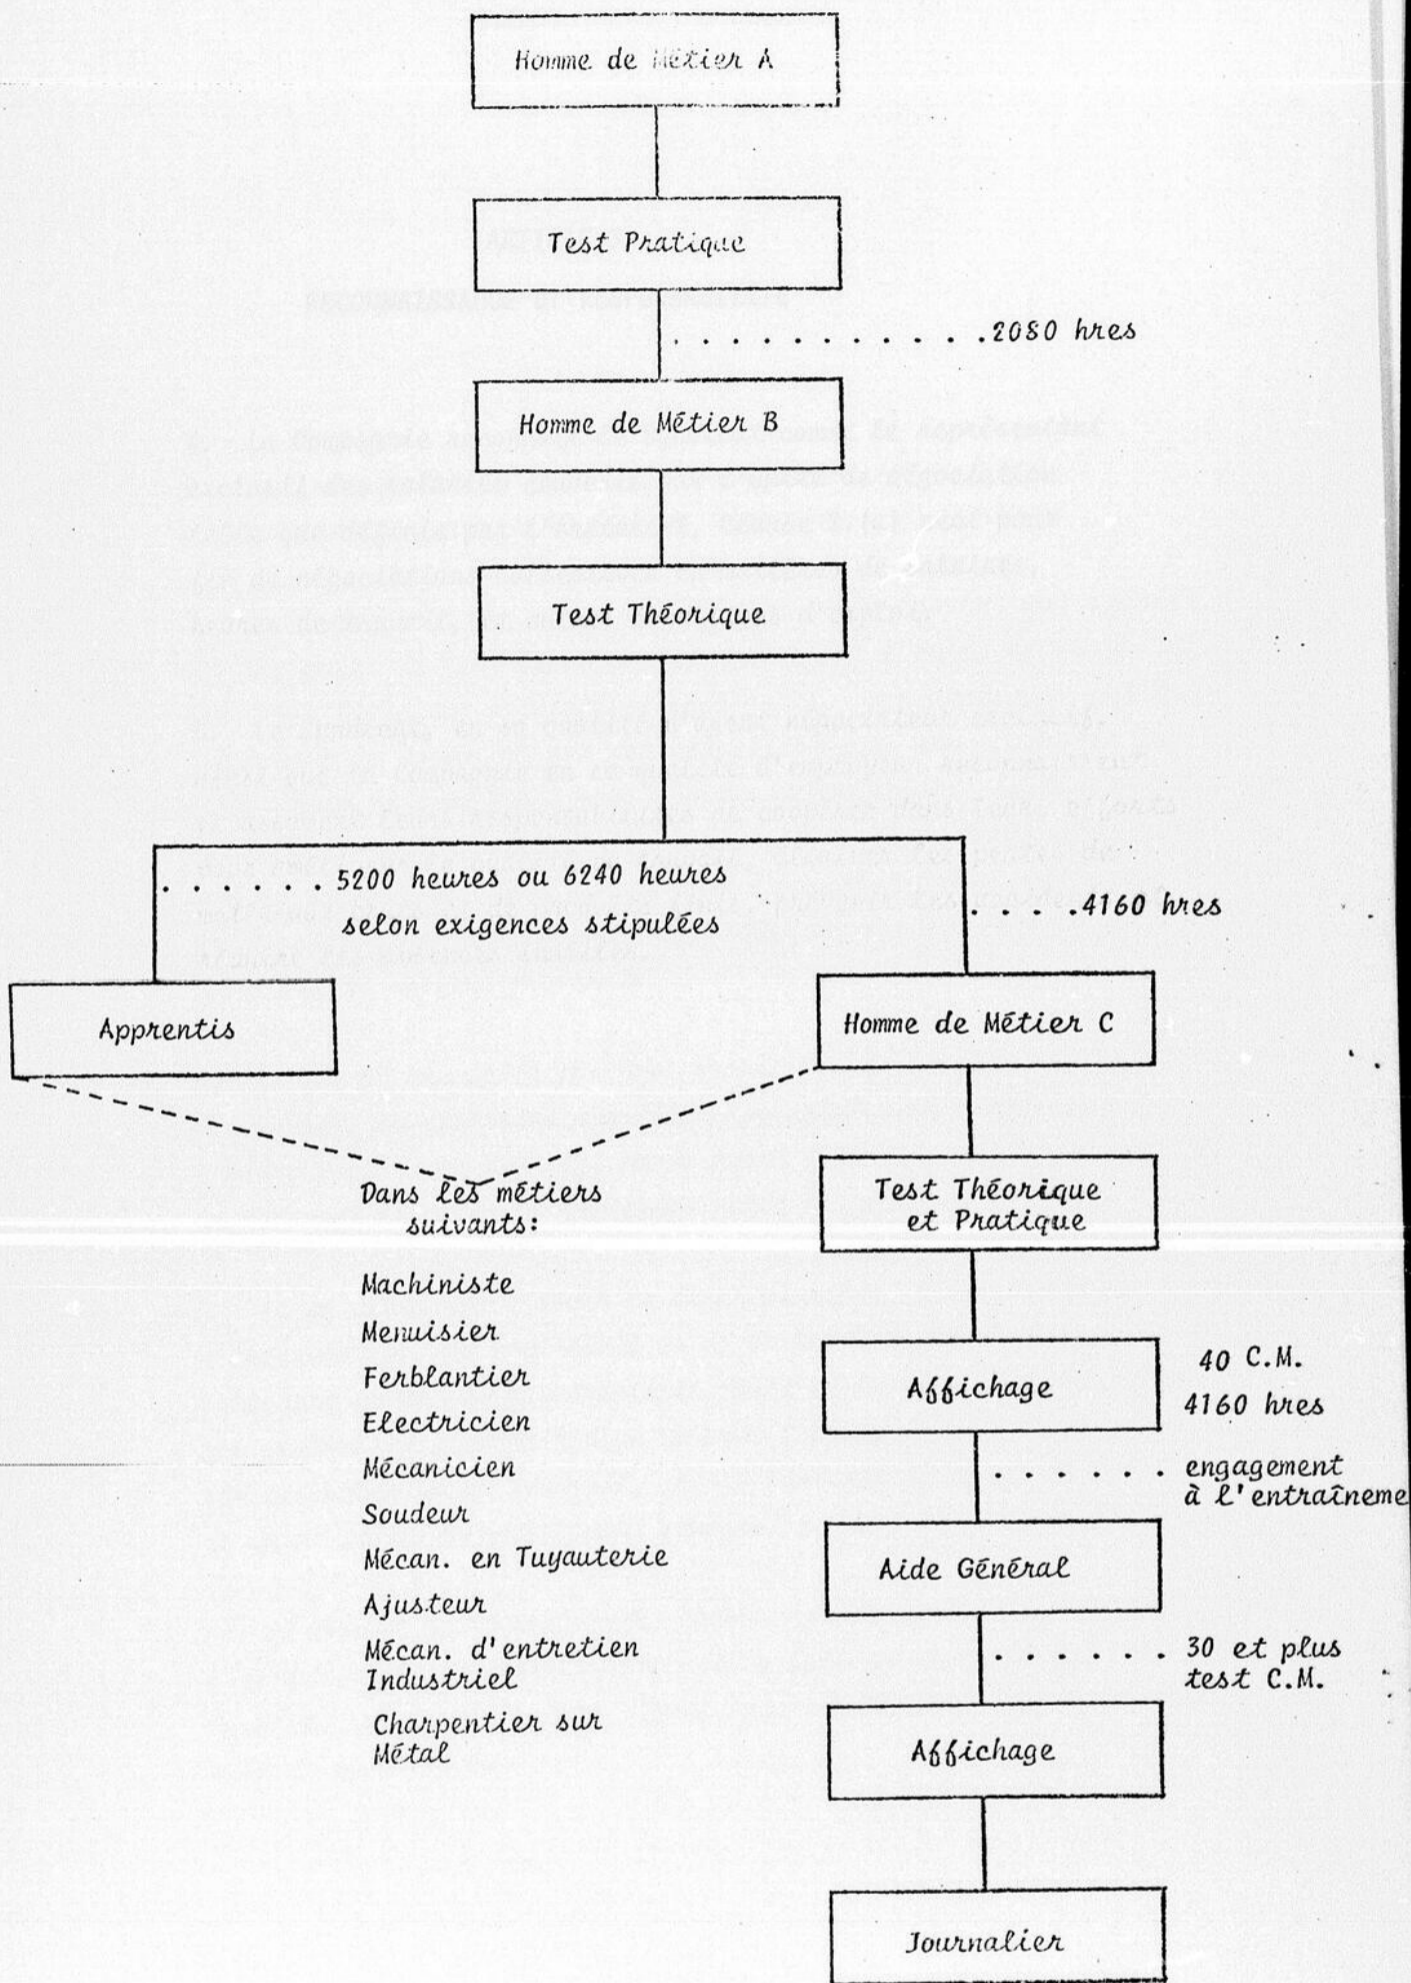 Homme de Métier A
Test Pratique
. . . . . . . . . . . .2080 hres
Homme de Métier B
Test Théorique
. . . . . . 5200 heures ou 6240 heures
selon exigences stipulées
. . . .4160 hres
Apprentis
Homme de Métier C
Dans les métiers
suivants:
Machiniste
Menuisier
Ferblantier
Electricien
Mécanicien
Soudeur
Mécan. en Tuyauterie
Ajusteur
Mécan. d'entretien
Industriel
Charpentier sur
Métal
Test Théorique
et Pratique
Affichage
40 C.M.
4160 hres
. . . . . . engagement
à l'entraîneme
Aide Général
. . . . . . 30 et plus
test C.M.
Affichage
Journalier